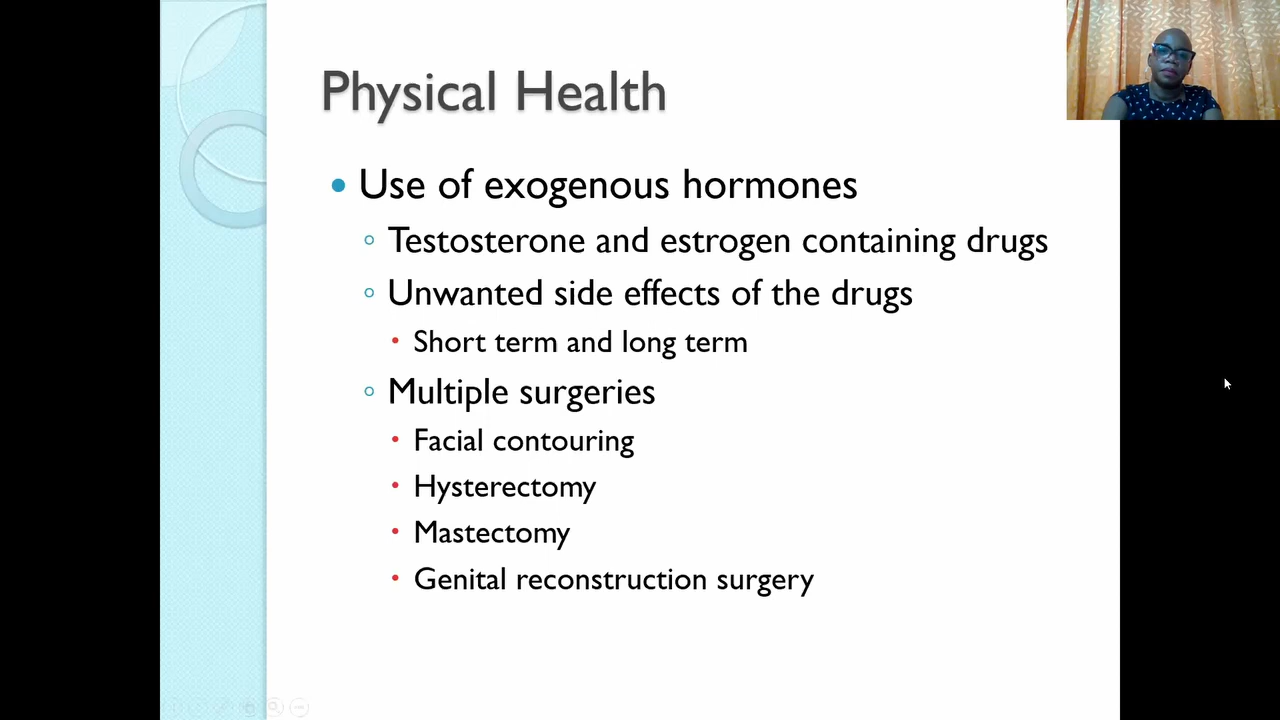 Physical Health
Use of exogenous hormones
Testosterone and estrogen containing drugs
Unwanted side effects of the drugs
Short term and long term
Multiple surgeries
Facial contouring
Hysterectomy
Mastectomy
Genital reconstruction surgery